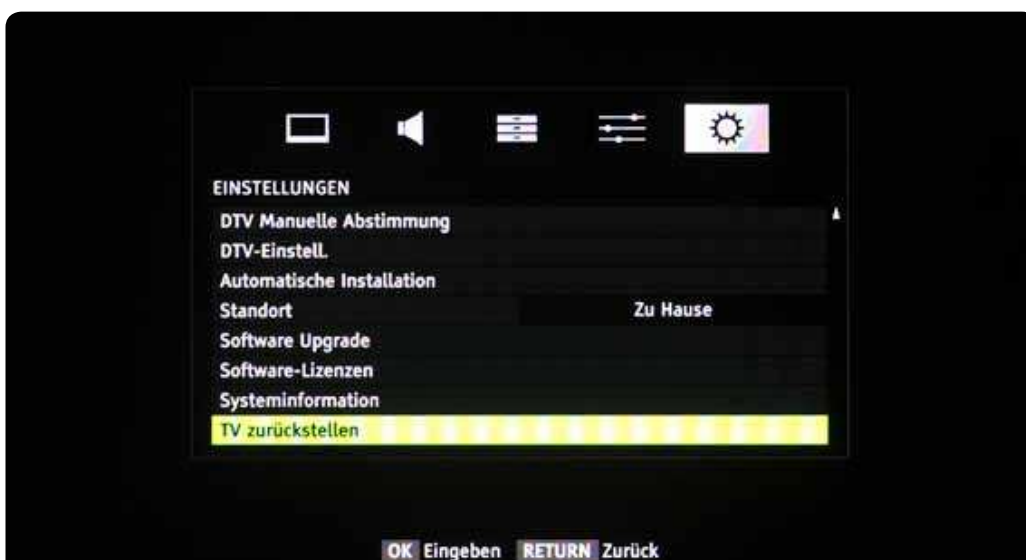 EINSTELLUNGEN
DTV Manuelle Abstimmung
DTV-Einstell.
Automatische Installation
Standort Zu Hause
Software Upgrade
Software-Lizenzen
Systeminformation
TV zurückstellen
OK Eingeben RETURN Zurück